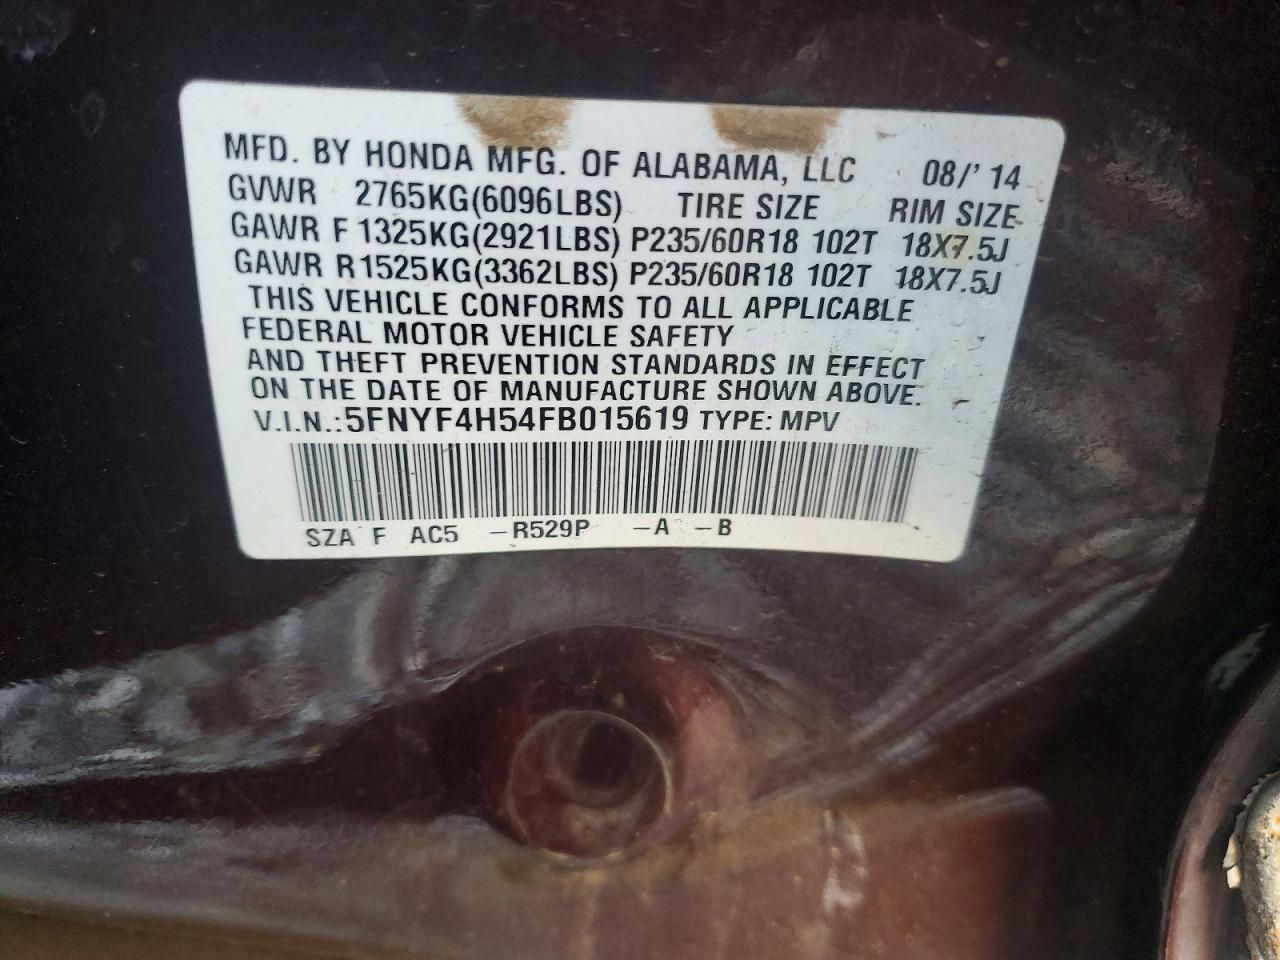 MFD. BY HONDA MFG. OF ALABAMA, LLC 08/' 14
GVWR 2765KG(6096LBS) TIRE SIZE RIM SIZE
GAWR F 1325KG(2921LBS) P235/60R18 102T 18X7.5J
GAWR R1525KG(3362LBS) P235/60R18 102T 18X7.5J
THIS VEHICLE CONFORMS TO ALL APPLICABLE
FEDERAL MOTOR VEHICLE SAFETY
AND THEFT PREVENTION STANDARDS IN EFFECT
ON THE DATE OF MANUFACTURE SHOWN ABOVE.
V.I.N.:5FNYF4H54FB015619 TYPE: MPV
SZA F AC5 –R529P –A –B